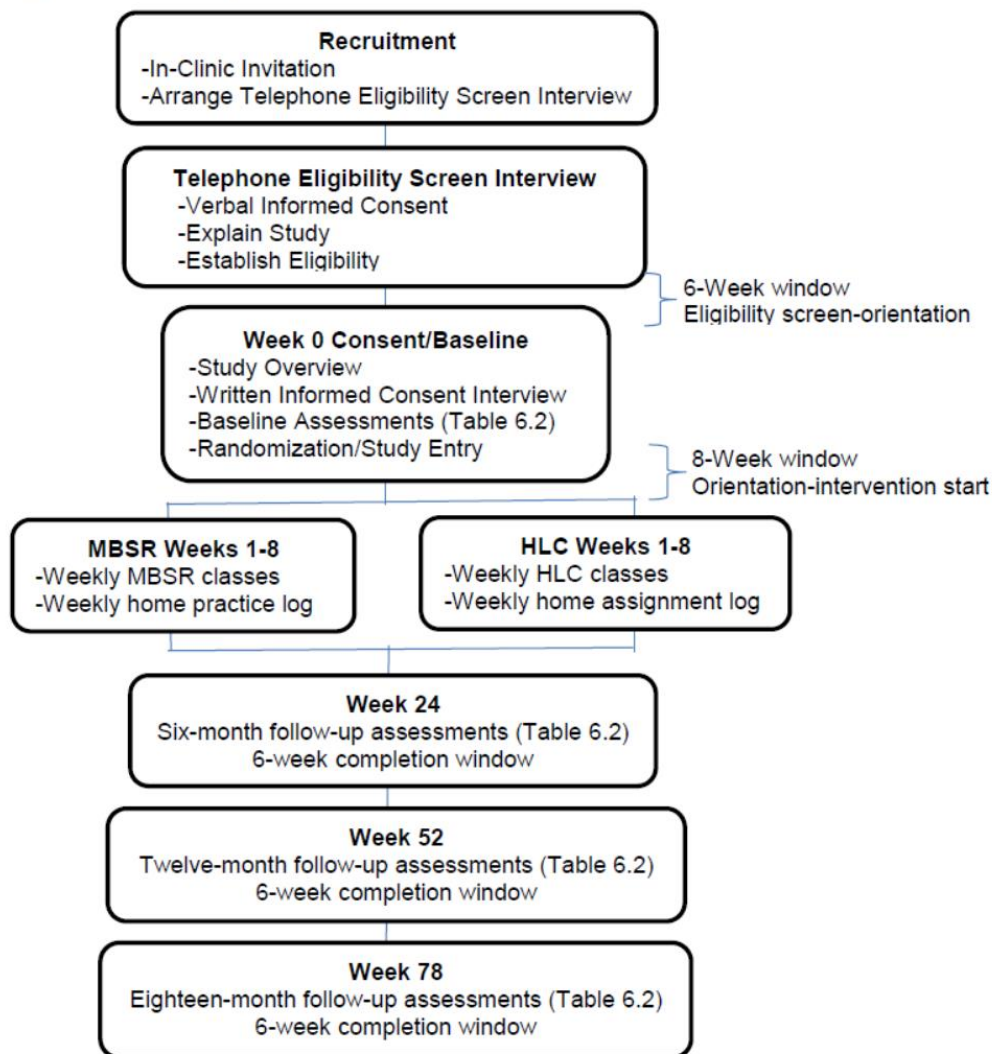 Recruitment
-In-Clinic Invitation
-Arrange Telephone Eligibility Screen Interview
Telephone Eligibility Screen Interview
-Verbal Informed Consent
-Explain Study
-Establish Eligibility
6-Week window
Eligibility screen-orientation
Week 0 Consent/Baseline
-Study Overview
-Written Informed Consent Interview
-Baseline Assessments (Table 6.2)
-Randomization/Study Entry
8-Week window
Orientation-intervention start
MBSR Weeks 1-8
-Weekly MBSR classes
-Weekly home practice log
HLC Weeks 1-8
-Weekly HLC classes
-Weekly home assignment log
Week 24
Six-month follow-up assessments (Table 6.2)
6-week completion window
Week 52
Twelve-month follow-up assessments (Table 6.2)
6-week completion window
Week 78
Eighteen-month follow-up assessments (Table 6.2)
6-week completion window